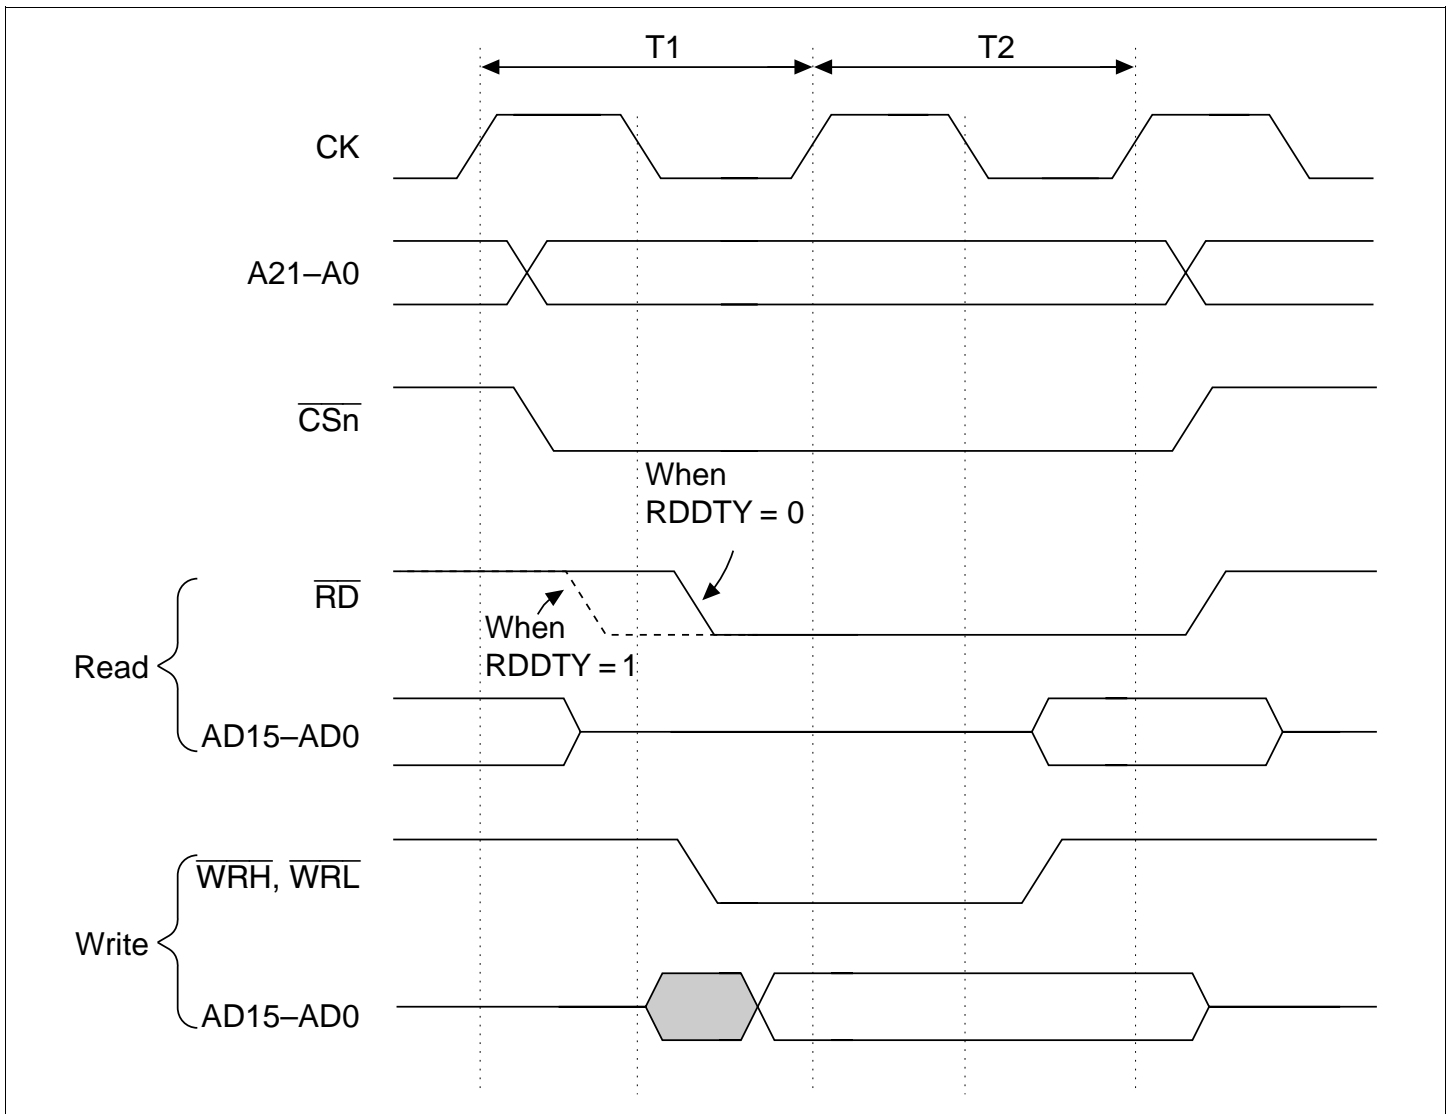 T1
T2
CK
A21–A0
CSn
When
RDDTY = 0
RD
When
RDDTY = 1
Read
AD15–AD0
WRH, WRL
Write
AD15–AD0